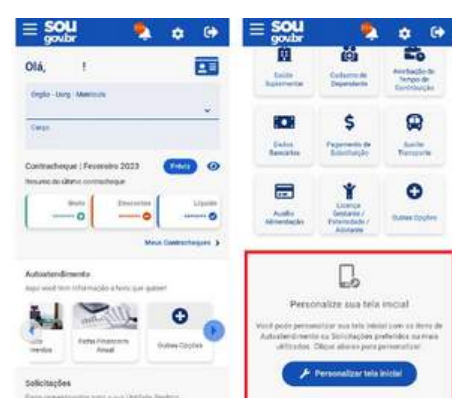 SOU
gov.br
Olá, !
Órgão - Uorg - Matrícula
Cargo
Contracheque | Fevereiro 2023
Prévia
Resumo do último contracheque
Bruto
Descontos
Líquido
Meus Contracheques
Autoatendimento
Aqui você tem informação a hora que quiser!
Ficha Financeira
Anual
Outras Opções
Solicitações
SOU
gov.br
Saúde
Suplementar
Cadastro de
Dependente
Averbação de
Tempo de
Contribuição
Dados
Bancários
Pagamento de
Substituição
Auxílio
Transporte
Auxílio
Alimentação
Licença
Gestante /
Paternidade /
Adotante
Outras Opções
Personalize sua tela inicial
Você pode personalizar sua tela inicial com os itens de
Autoatendimento ou Solicitações preferidos ou mais
utilizados. Clique abaixo para personalizar!
Personalizar tela inicial